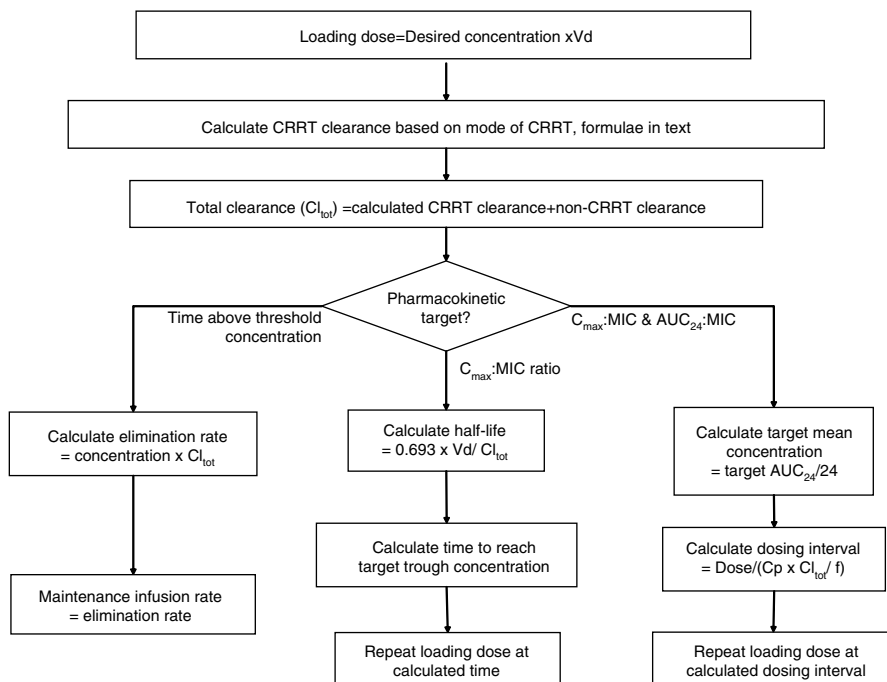 Loading dose=Desired concentration xVd
Calculate CRRT clearance based on mode of CRRT, formulae in text
Total clearance (Cltot) =calculated CRRT clearance+non-CRRT clearance
Pharmacokinetic
target?
Time above threshold
concentration
Cmax:MIC & AUC24:MIC
Cmax:MIC ratio
Calculate elimination rate
= concentration x Cltot
Maintenance infusion rate
= elimination rate
Calculate half-life
= 0.693 x Vd/ Cltot
Calculate time to reach
target trough concentration
Repeat loading dose at
calculated time
Calculate target mean
concentration
= target AUC24/24
Calculate dosing interval
= Dose/(Cp x Cltot/ f)
Repeat loading dose at
calculated dosing interval